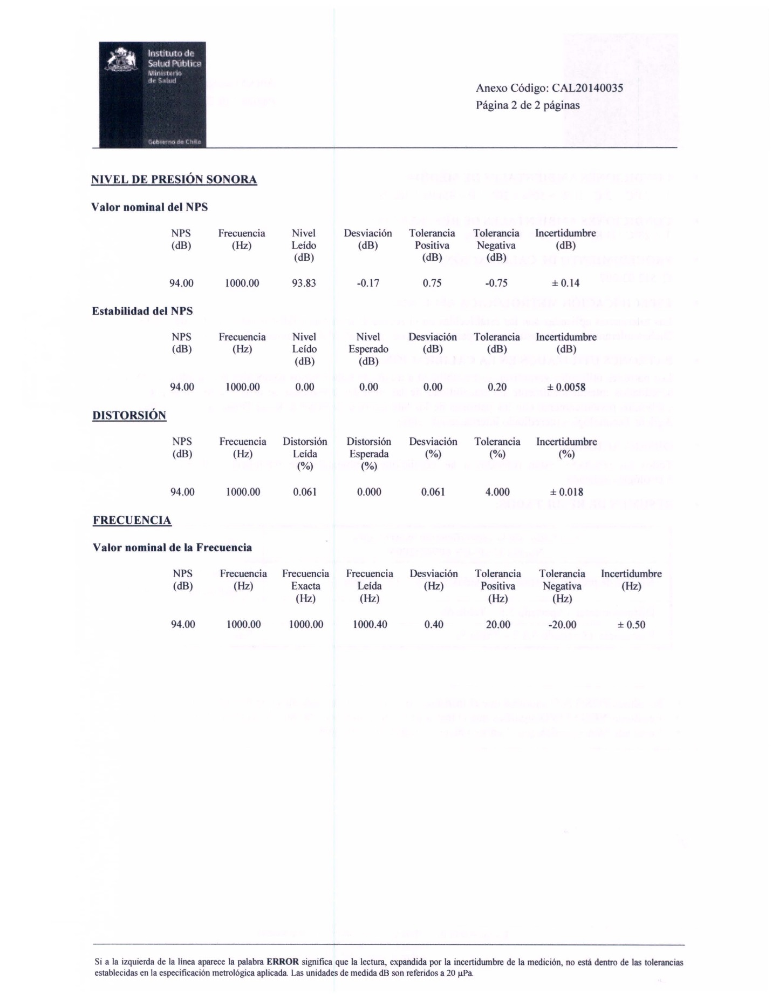 Instituto de
Salud Pública
Ministerio
de Salud
Gobierno de Chile
Anexo Código: CAL20140035
Página 2 de 2 páginas
NIVEL DE PRESIÓN SONORA
Valor nominal del NPS
NPS Frecuencia Nivel Desviación Tolerancia Tolerancia Incertidumbre
(dB) (Hz) Leído (dB) Positiva Negativa (dB)
(dB) (dB) (dB)
94.00 1000.00 93.83 -0.17 0.75 -0.75 ± 0.14
Estabilidad del NPS
NPS Frecuencia Nivel Nivel Desviación Tolerancia Incertidumbre
(dB) (Hz) Leído Esperado (dB) (dB) (dB)
(dB) (dB)
94.00 1000.00 0.00 0.00 0.00 0.20 ± 0.0058
DISTORSIÓN
NPS Frecuencia Distorsión Distorsión Desviación Tolerancia Incertidumbre
(dB) (Hz) Leída Esperada (%) (%) (%)
(%) (%)
94.00 1000.00 0.061 0.000 0.061 4.000 ± 0.018
FRECUENCIA
Valor nominal de la Frecuencia
NPS Frecuencia Frecuencia Frecuencia Desviación Tolerancia Tolerancia Incertidumbre
(dB) (Hz) Exacta Leída (Hz) Positiva Negativa (Hz)
(Hz) (Hz) (Hz) (Hz)
94.00 1000.00 1000.00 1000.40 0.40 20.00 -20.00 ± 0.50
Si a la izquierda de la línea aparece la palabra ERROR significa que la lectura, expandida por la incertidumbre de la medición, no está dentro de las tolerancias
establecidas en la especificación metrológica aplicada. Las unidades de medida dB son referidos a 20 µPa.